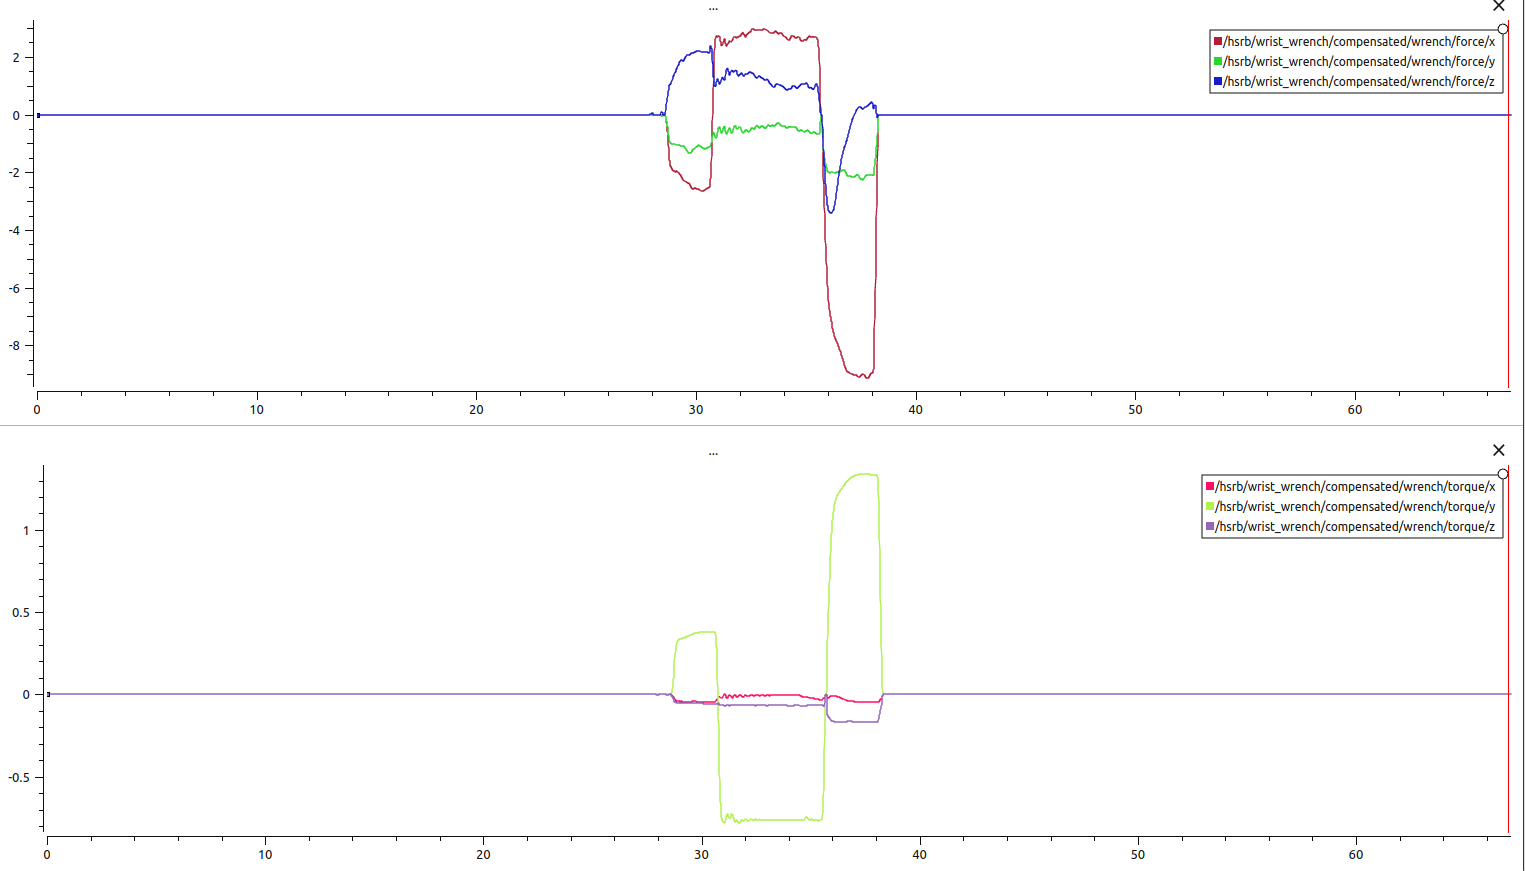 ...
2
0
-2
-4
-6
-8
/hsrb/wrist_wrench/compensated/wrench/force/x
/hsrb/wrist_wrench/compensated/wrench/force/y
/hsrb/wrist_wrench/compensated/wrench/force/z
0 10 20 30 40 50 60
...
1
0.5
0
-0.5
/hsrb/wrist_wrench/compensated/wrench/torque/x
/hsrb/wrist_wrench/compensated/wrench/torque/y
/hsrb/wrist_wrench/compensated/wrench/torque/z
0 10 20 30 40 50 60